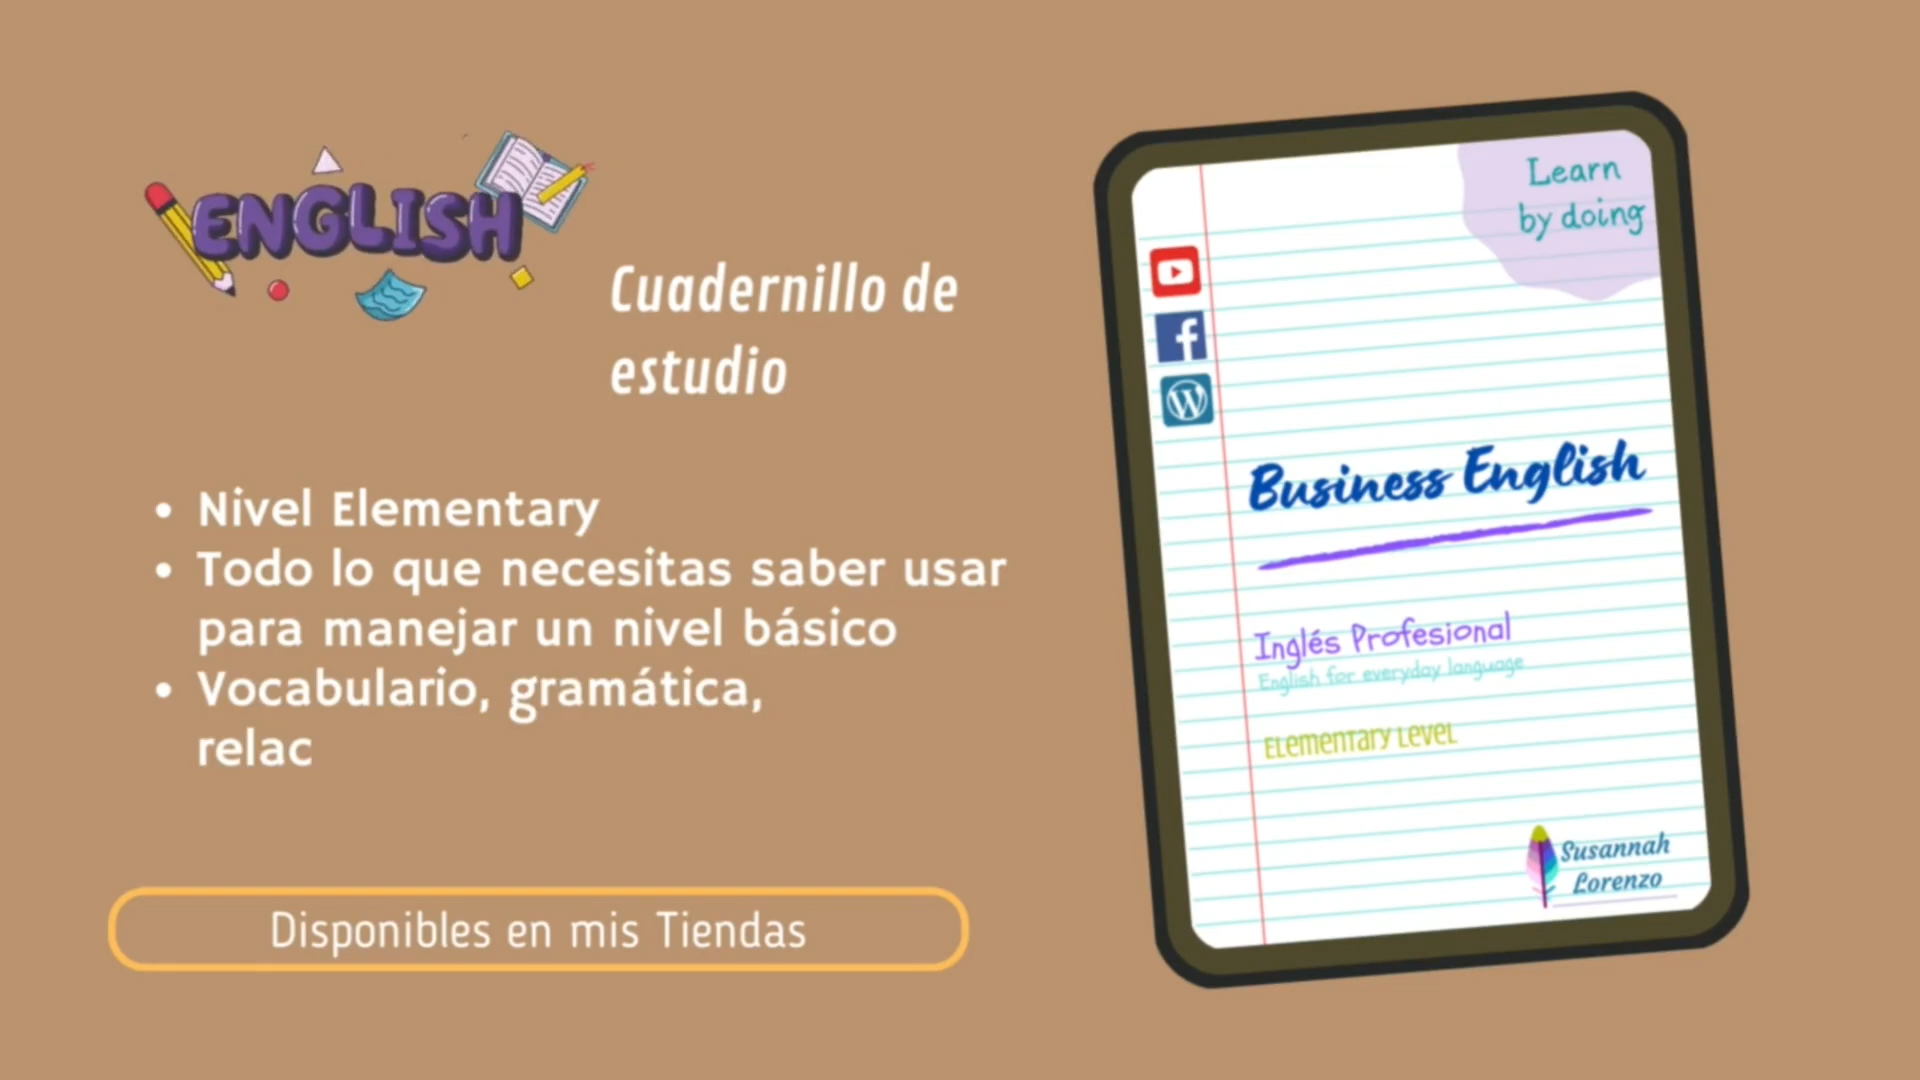 ENGLISH
Cuadernillo de
estudio
• Nivel Elementary
• Todo lo que necesitas saber usar
para manejar un nivel básico
• Vocabulario, gramática,
relac
Disponibles en mis Tiendas
Learn
by doing
Business English
Inglés Profesional
English for everyday language
Elementary Level
Susannah
Lorenzo